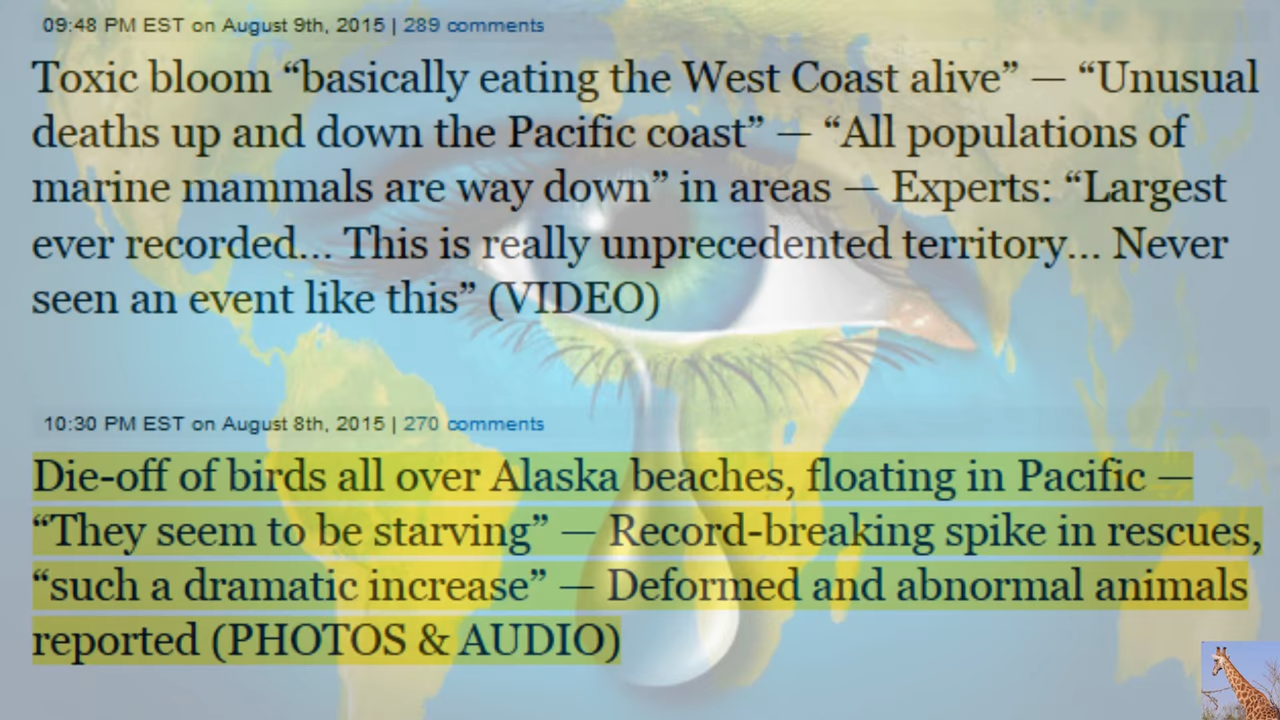 09:48 PM EST on August 9th, 2015 | 289 comments
Toxic bloom “basically eating the West Coast alive” — “Unusual
deaths up and down the Pacific coast” — “All populations of
marine mammals are way down” in areas — Experts: “Largest
ever recorded… This is really unprecedented territory… Never
seen an event like this” (VIDEO)
10:30 PM EST on August 8th, 2015 | 270 comments
Die-off of birds all over Alaska beaches, floating in Pacific —
“They seem to be starving” — Record-breaking spike in rescues,
“such a dramatic increase” — Deformed and abnormal animals
reported (PHOTOS & AUDIO)